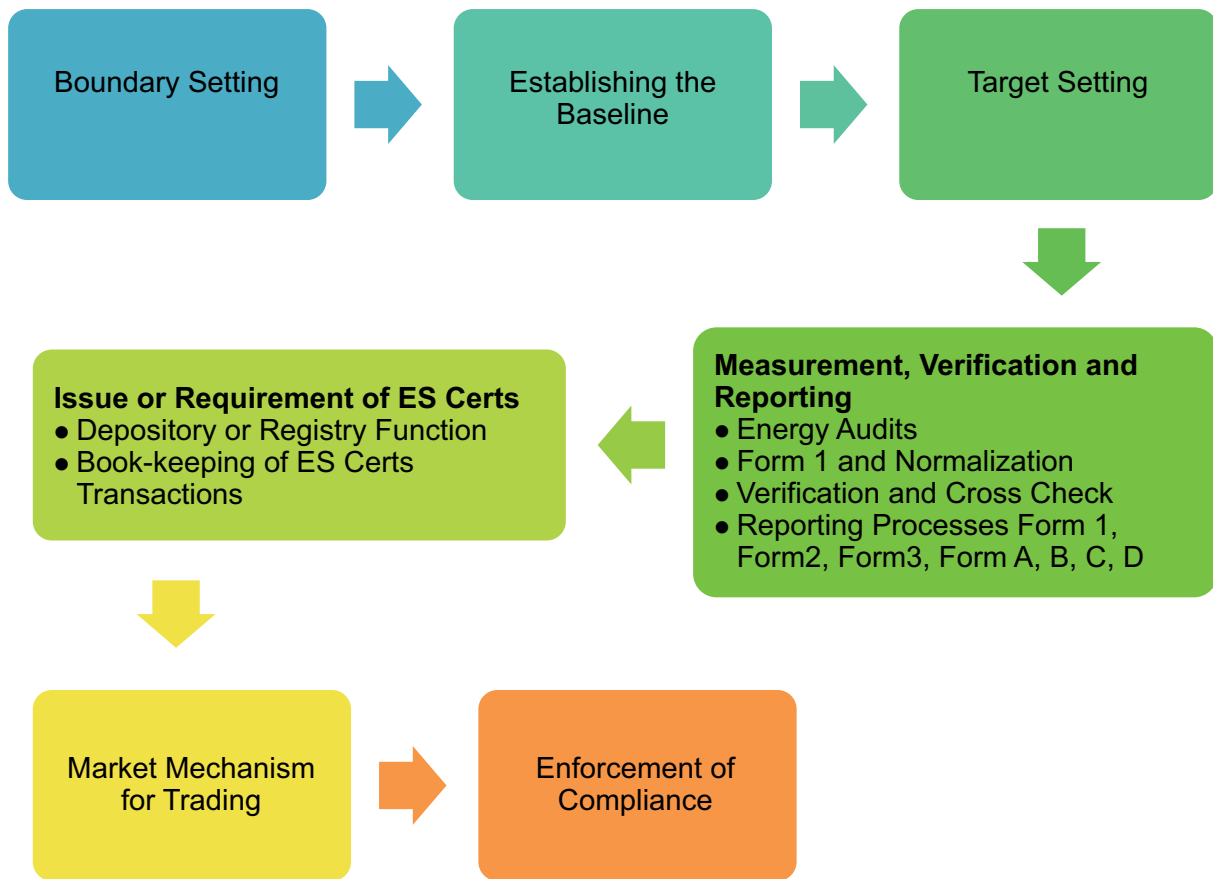 Boundary Setting
Establishing the
Baseline
Target Setting
Measurement, Verification and
Reporting
● Energy Audits
● Form 1 and Normalization
● Verification and Cross Check
● Reporting Processes Form 1,
Form2, Form3, Form A, B, C, D
Issue or Requirement of ES Certs
● Depository or Registry Function
● Book-keeping of ES Certs
Transactions
Market Mechanism
for Trading
Enforcement of
Compliance